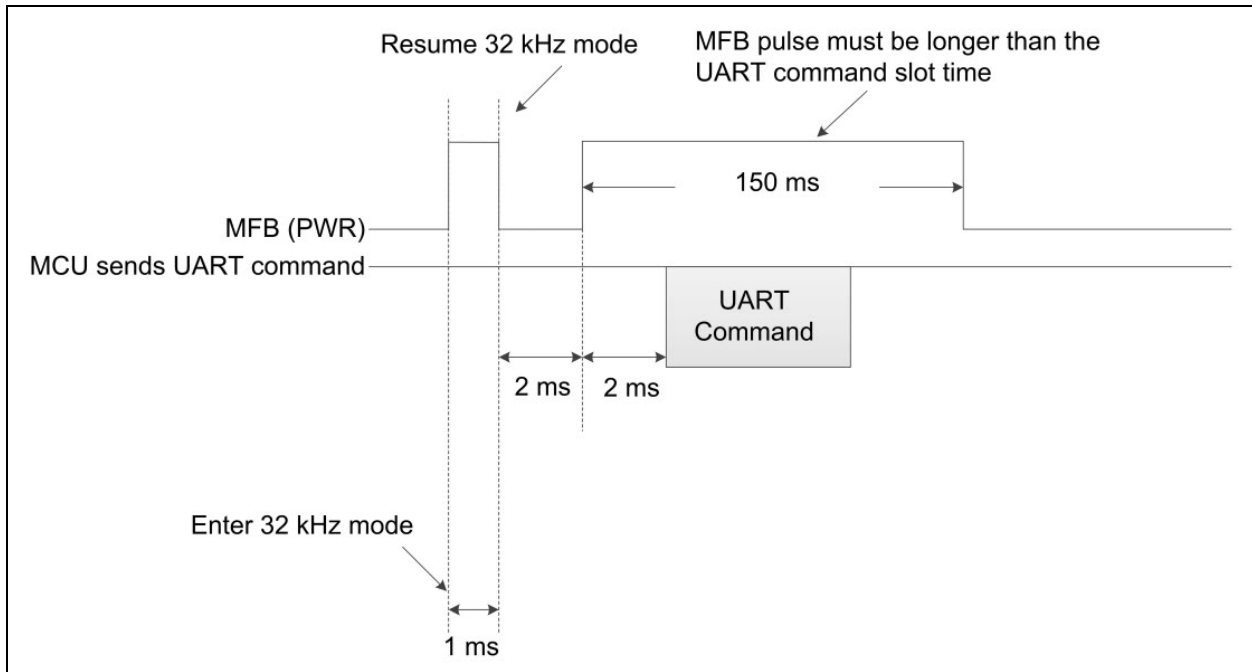 Resume 32 kHz mode
MFB pulse must be longer than the
UART command slot time
150 ms
MFB (PWR)
MCU sends UART command
UART
Command
2 ms
2 ms
Enter 32 kHz mode
1 ms